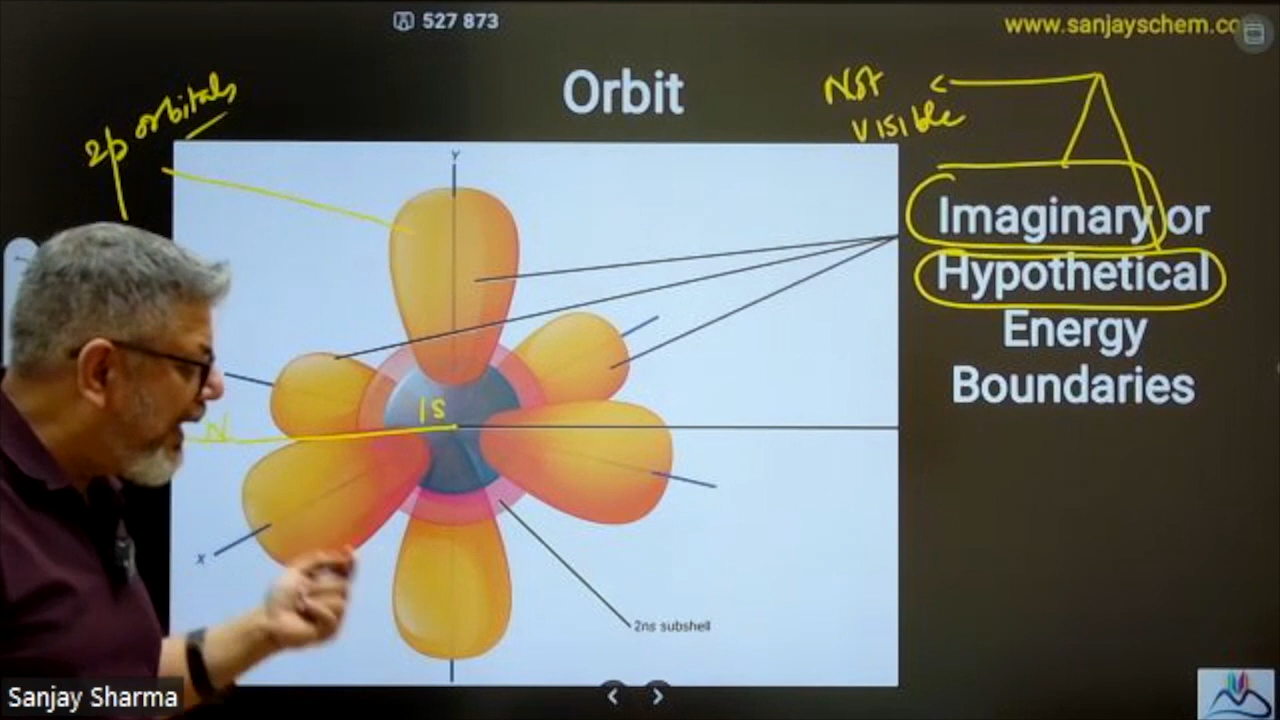 527 873
www.sanjayschem.co
Orbit
Not
visible
2p orbitals
Imaginary or
Hypothetical
Energy
Boundaries
Y
1s
N
X
2ns subshell
Sanjay Sharma